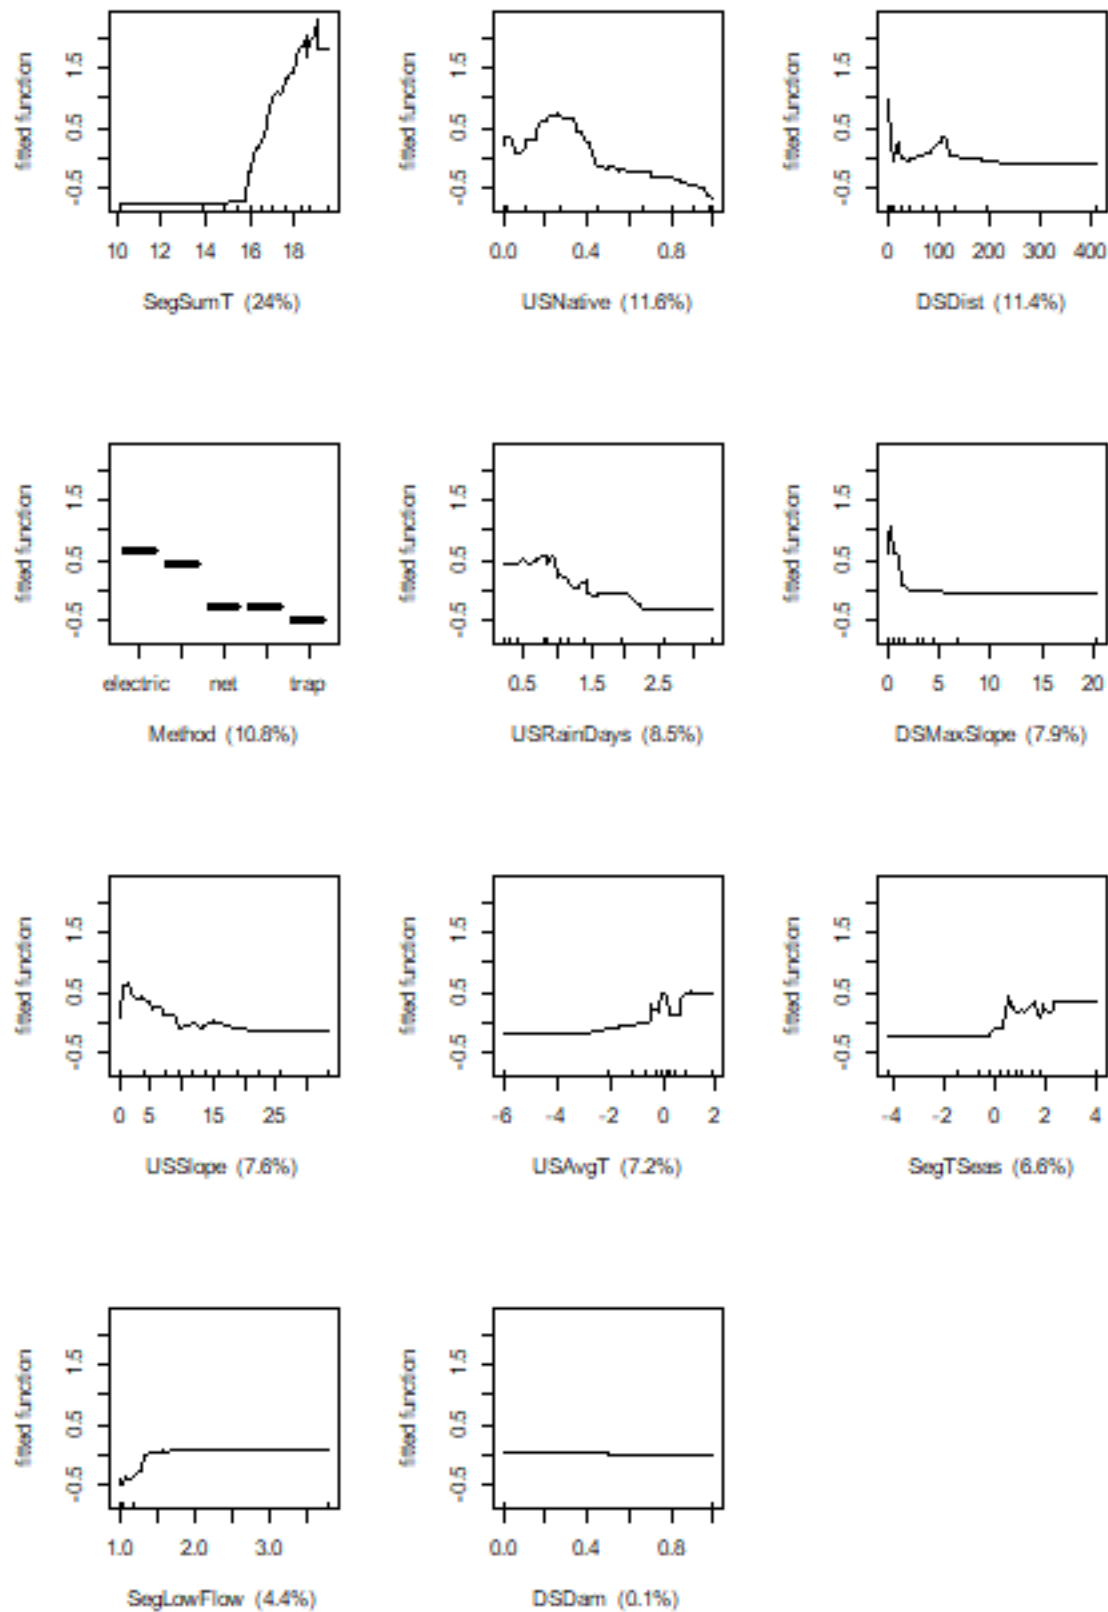 fitted function
-0.5 0.5 1.5
10 12 14 16 18
SegSumT (24%)
fitted function
-0.5 0.5 1.5
0.0 0.4 0.8
USNative (11.6%)
fitted function
-0.5 0.5 1.5
0 100 200 300 400
DSDist (11.4%)
fitted function
-0.5 0.5 1.5
electric net trap
Method (10.8%)
fitted function
-0.5 0.5 1.5
0.5 1.5 2.5
USRainDays (8.5%)
fitted function
-0.5 0.5 1.5
0 5 10 15 20
DSMaxSlope (7.9%)
fitted function
-0.5 0.5 1.5
0 5 15 25
USSlope (7.6%)
fitted function
-0.5 0.5 1.5
-6 -4 -2 0 2
USAvgT (7.2%)
fitted function
-0.5 0.5 1.5
-4 -2 0 2 4
SegTSeas (6.6%)
fitted function
-0.5 0.5 1.5
1.0 2.0 3.0
SegLowFlow (4.4%)
fitted function
-0.5 0.5 1.5
0.0 0.4 0.8
DSDam (0.1%)